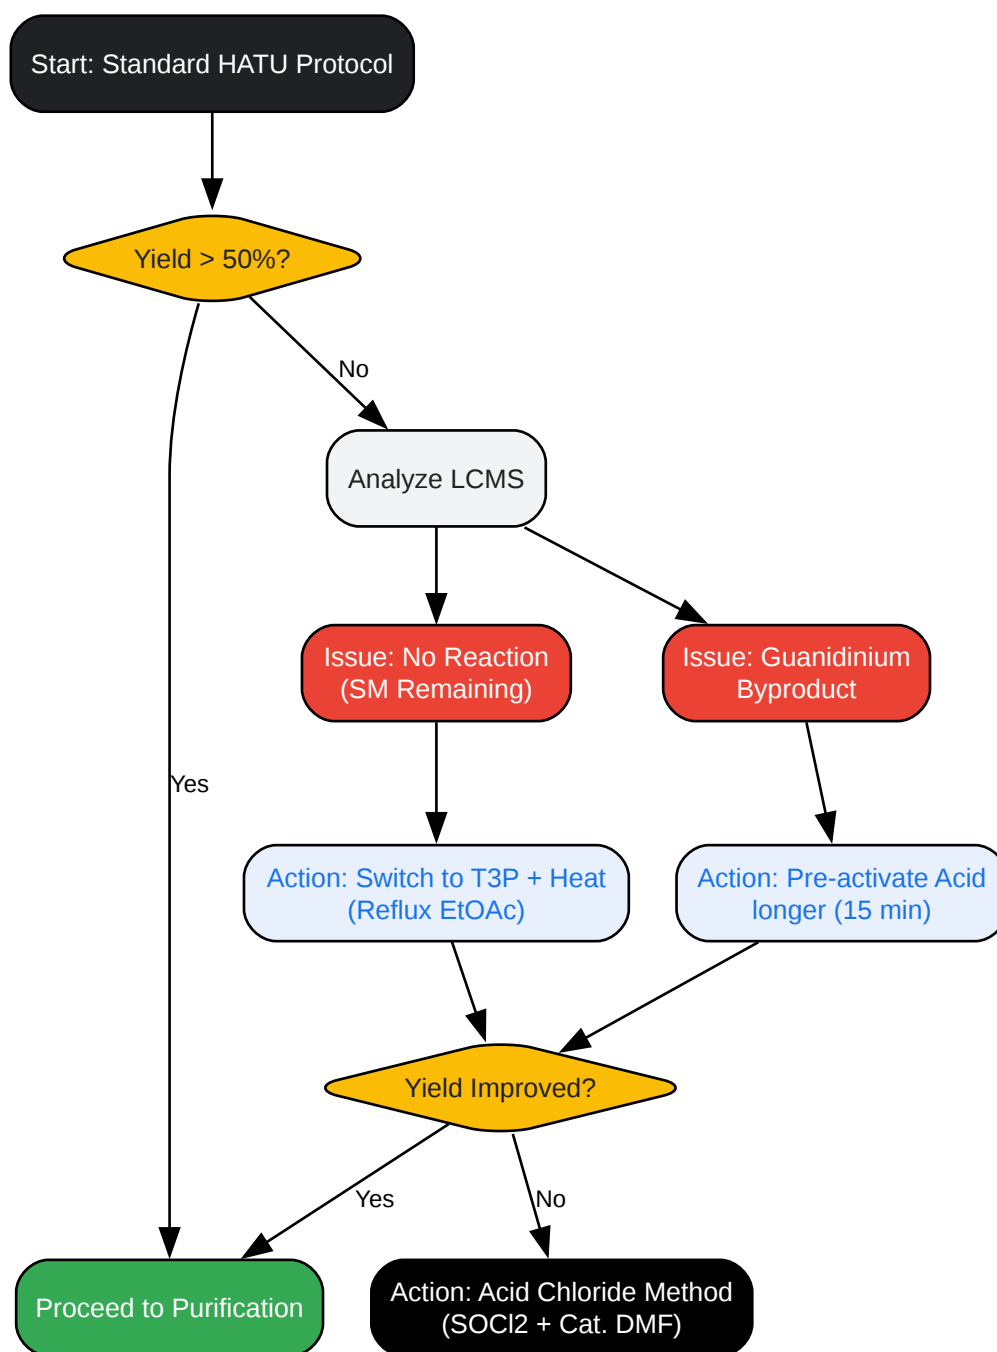 Start: Standard HATU Protocol
Yield > 50%?
No
Analyze LCMS
Issue: No Reaction
(SM Remaining)
Issue: Guanidinium
Byproduct
Yes
Action: Switch to T3P + Heat
(Reflux EtOAc)
Action: Pre-activate Acid
longer (15 min)
Yield Improved?
Yes
No
Proceed to Purification
Action: Acid Chloride Method
(SOCl2 + Cat. DMF)